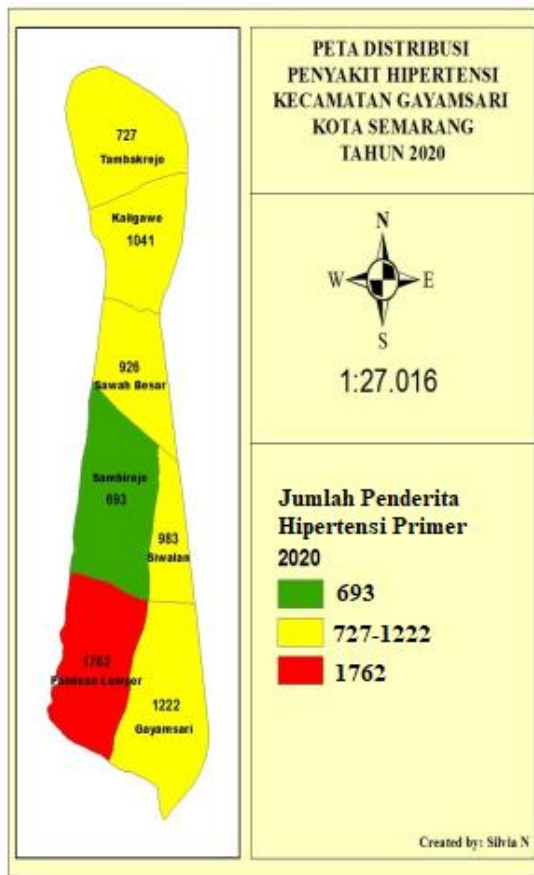 PETA DISTRIBUSI
PENYAKIT HIPERTENSI
KECAMATAN GAYAMSARI
KOTA SEMARANG
TAHUN 2020
N
W E
S
1:27.016
Jumlah Penderita
Hipertensi Primer
2020
693
727-1222
1762
Created by: Silvia N
727
Tambakrejo
Kaligawe
1041
926
Sawah Besar
Sambirejo
693
983
Siwalan
1762
Pandean Lamper
1222
Gayamsari